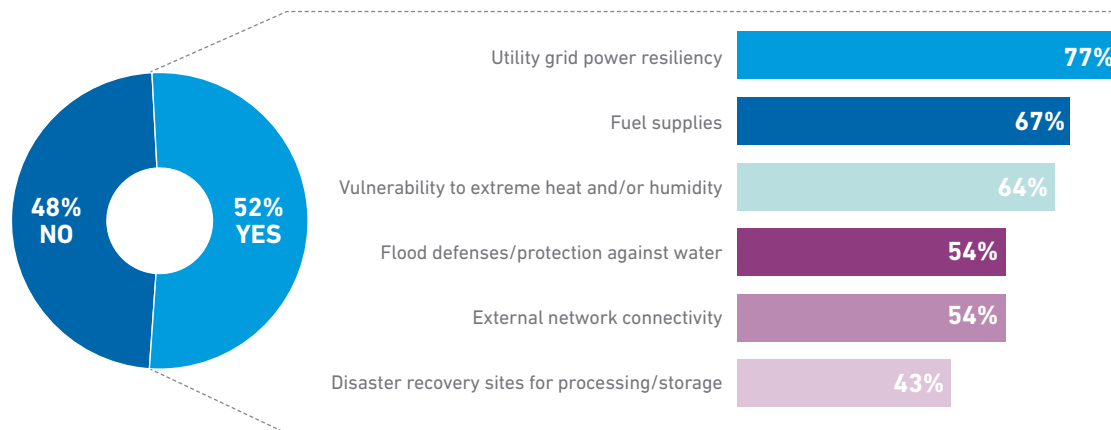 48%
NO
52%
YES
Utility grid power resiliency
77%
Fuel supplies
67%
Vulnerability to extreme heat and/or humidity
64%
Flood defenses/protection against water
54%
External network connectivity
54%
Disaster recovery sites for processing/storage
43%